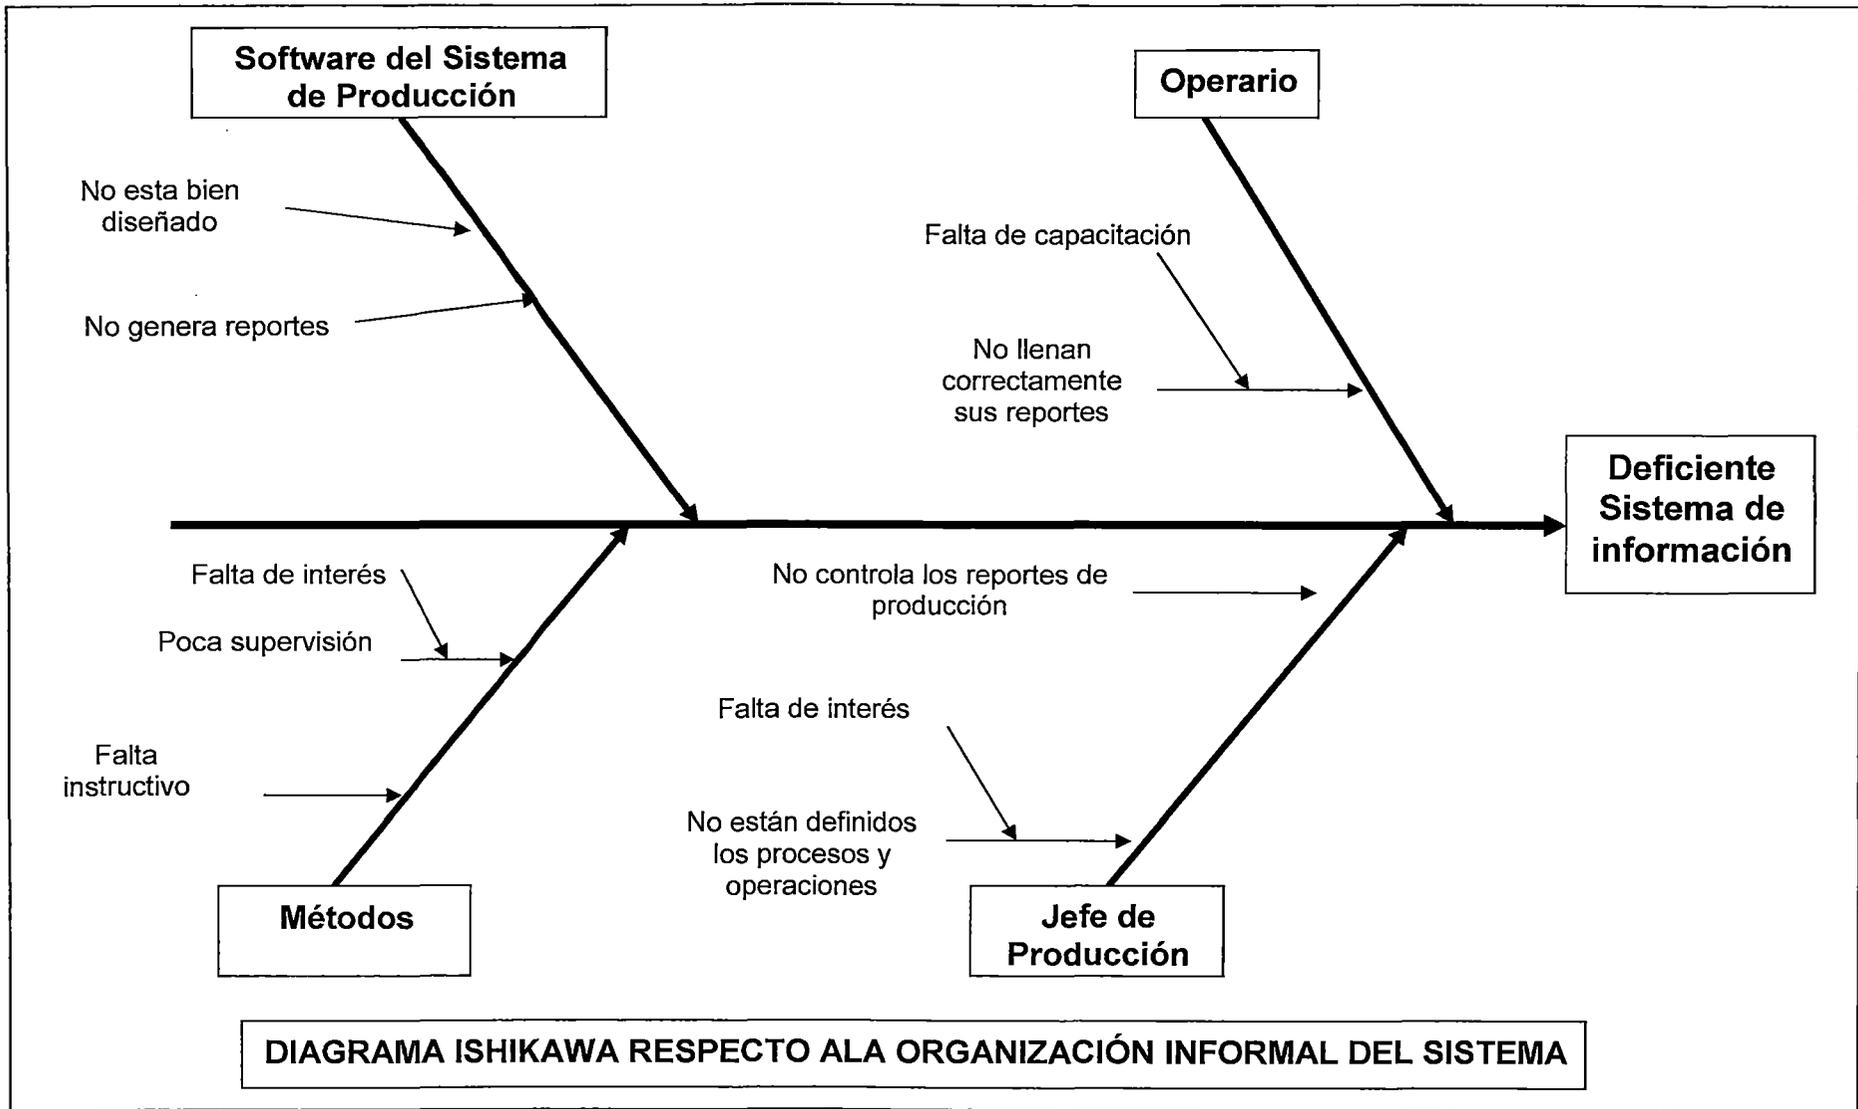 Software del Sistema
de Producción
Operario
No esta bien
diseñado
Falta de capacitación
No genera reportes
No llenan
correctamente
sus reportes
Deficiente
Sistema de
información
Falta de interés
No controla los reportes de
producción
Poca supervisión
Falta de interés
Falta
instructivo
No están definidos
los procesos y
operaciones
Métodos
Jefe de
Producción
DIAGRAMA ISHIKAWA RESPECTO ALA ORGANIZACIÓN INFORMAL DEL SISTEMA